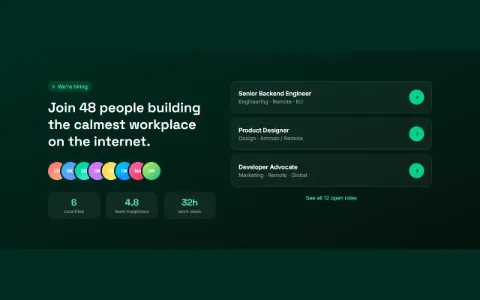 We're hiring
Join 48 people building
the calmest workplace
on the internet.
6
countries
4.8
team happiness
32h
work week
Senior Backend Engineer
Engineering · Remote · EU
Product Designer
Design · Amman / Remote
Developer Advocate
Marketing · Remote · Global
See all 12 open roles